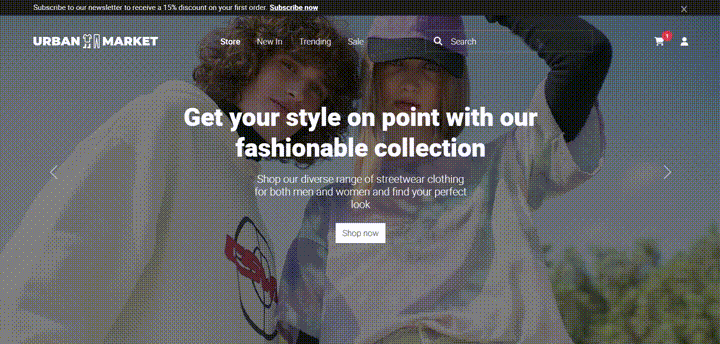 Subscribe to our newsletter to receive a 15% discount on your first order. Subscribe now
URBAN MARKET
Store New In Trending Sale Search
1
Get your style on point with our
fashionable collection
Shop our diverse range of streetwear clothing
for both men and women and find your perfect
look
Shop now